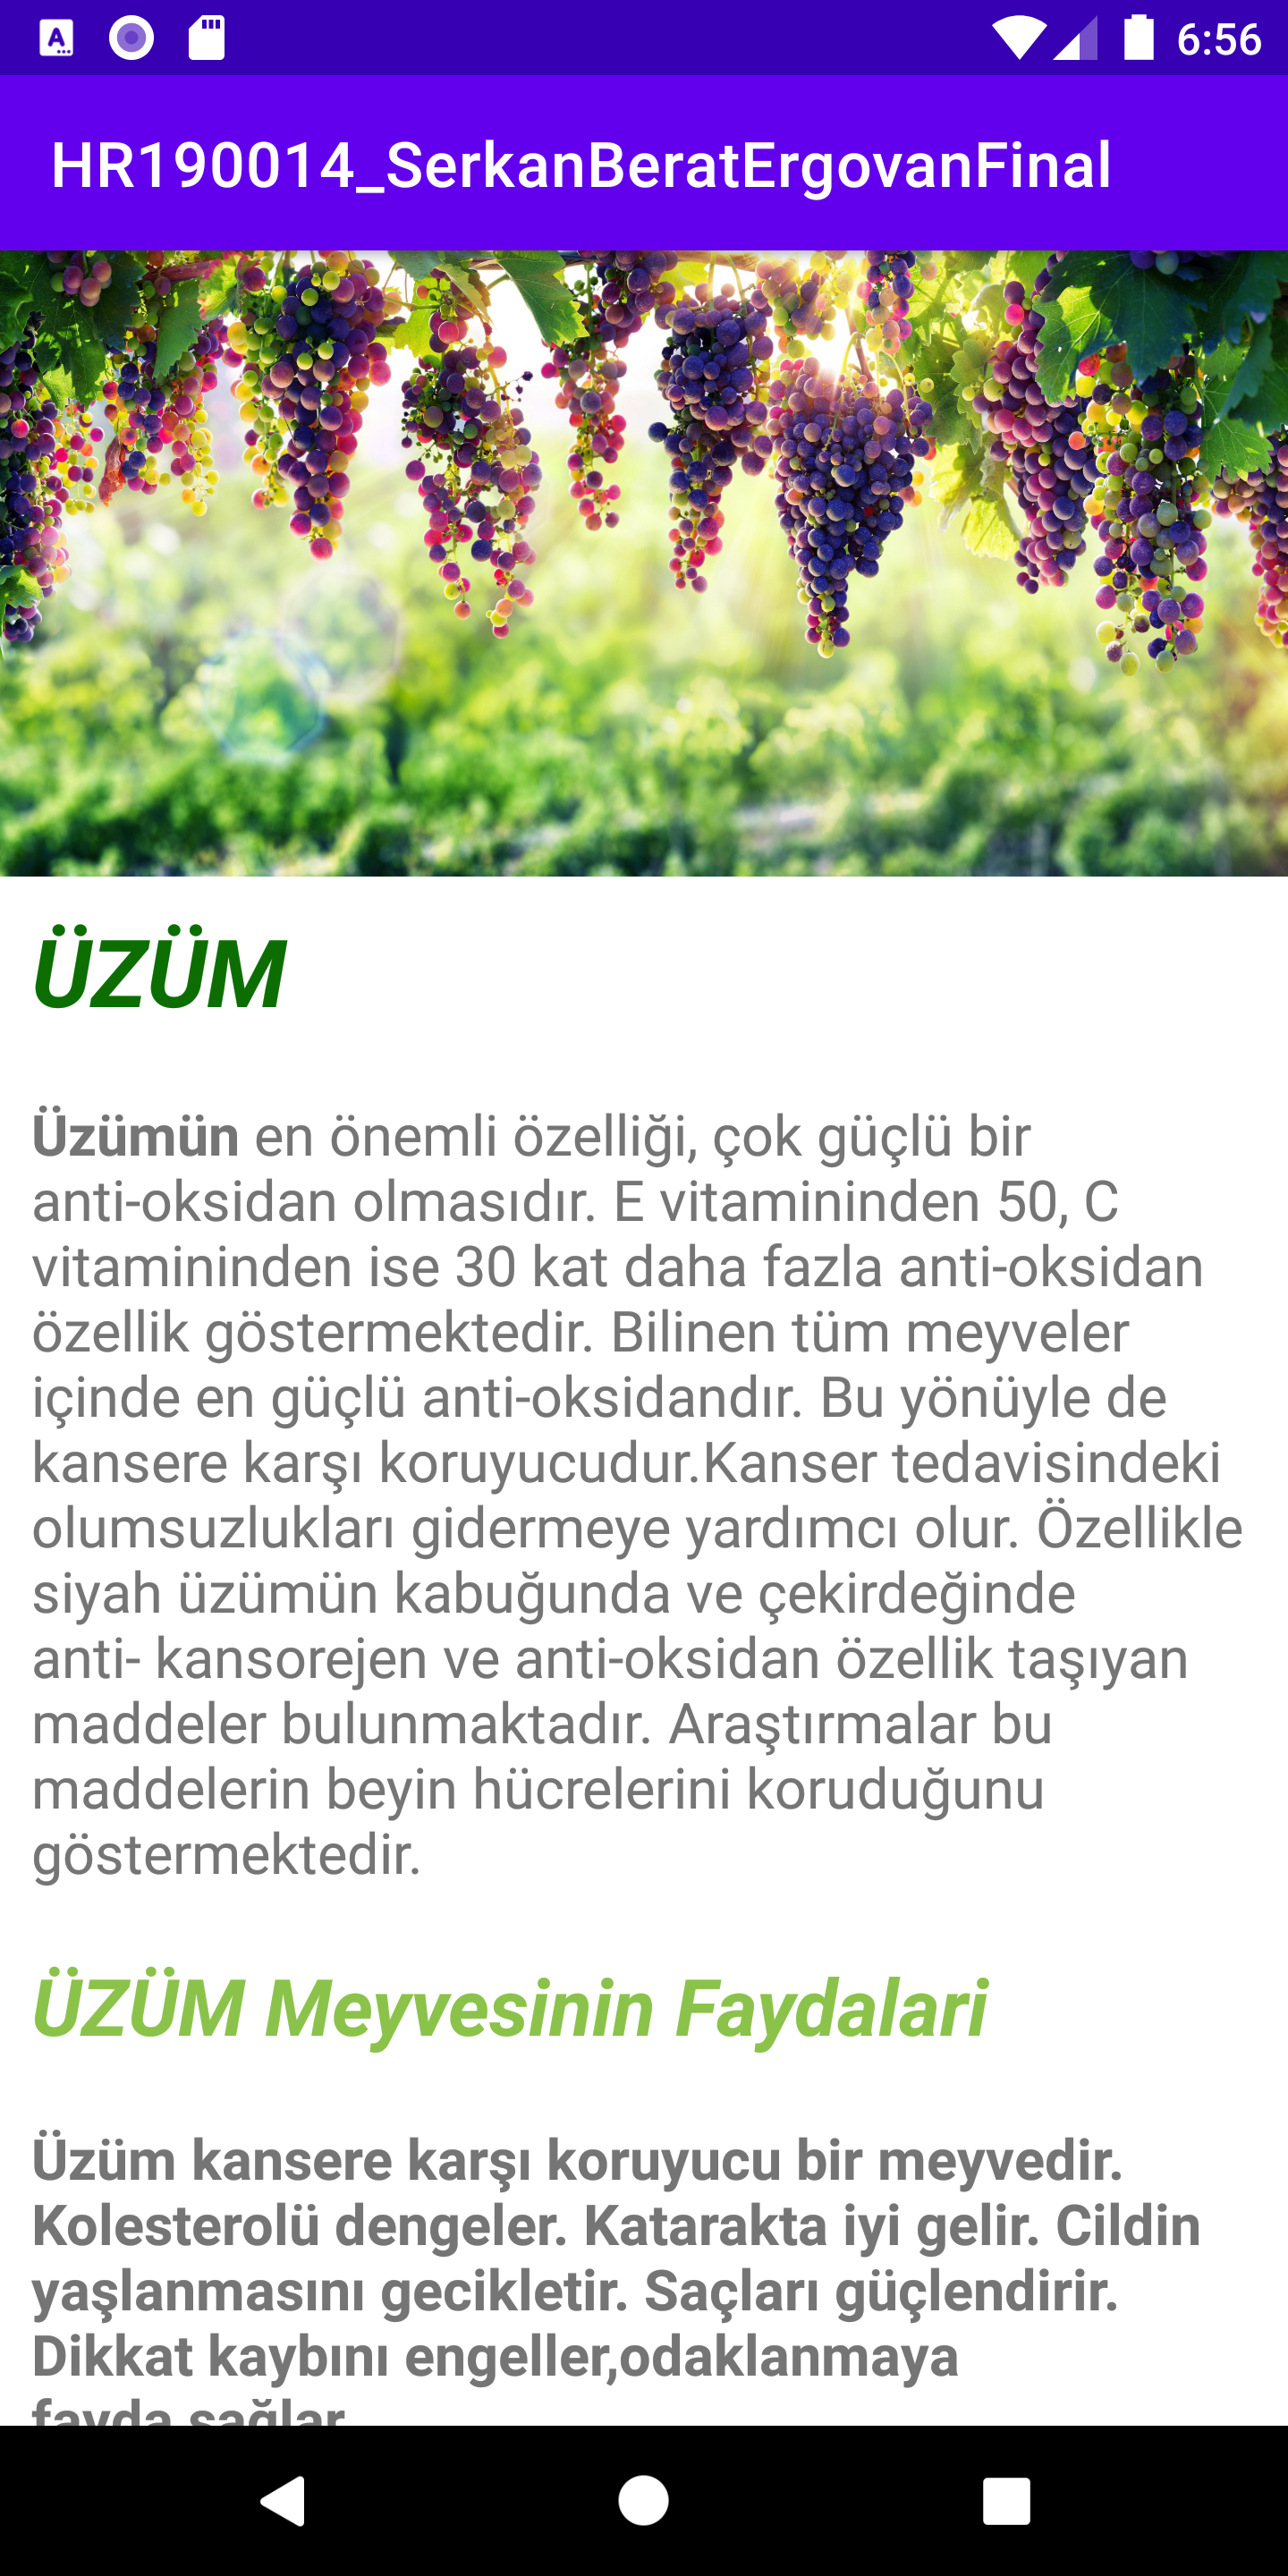 6:56
HR190014_SerkanBeratErgovanFinal
ÜZÜM
Üzümün en önemli özelliği, çok güçlü bir
anti-oksidan olmasıdır. E vitamininden 50, C
vitamininden ise 30 kat daha fazla anti-oksidan
özellik göstermektedir. Bilinen tüm meyveler
içinde en güçlü anti-oksidandır. Bu yönüyle de
kansere karşı koruyucudur.Kanser tedavisindeki
olumsuzlukları gidermeye yardımcı olur. Özellikle
siyah üzümün kabuğunda ve çekirdeğinde
anti- kansorejen ve anti-oksidan özellik taşıyan
maddeler bulunmaktadır. Araştırmalar bu
maddelerin beyin hücrelerini koruduğunu
göstermektedir.
ÜZÜM Meyvesinin Faydalari
Üzüm kansere karşı koruyucu bir meyvedir.
Kolesterolü dengeler. Katarakta iyi gelir. Cildin
yaşlanmasını geciktirir. Saçları güçlendirir.
Dikkat kaybını engeller,odaklanmaya
fayda sağlar